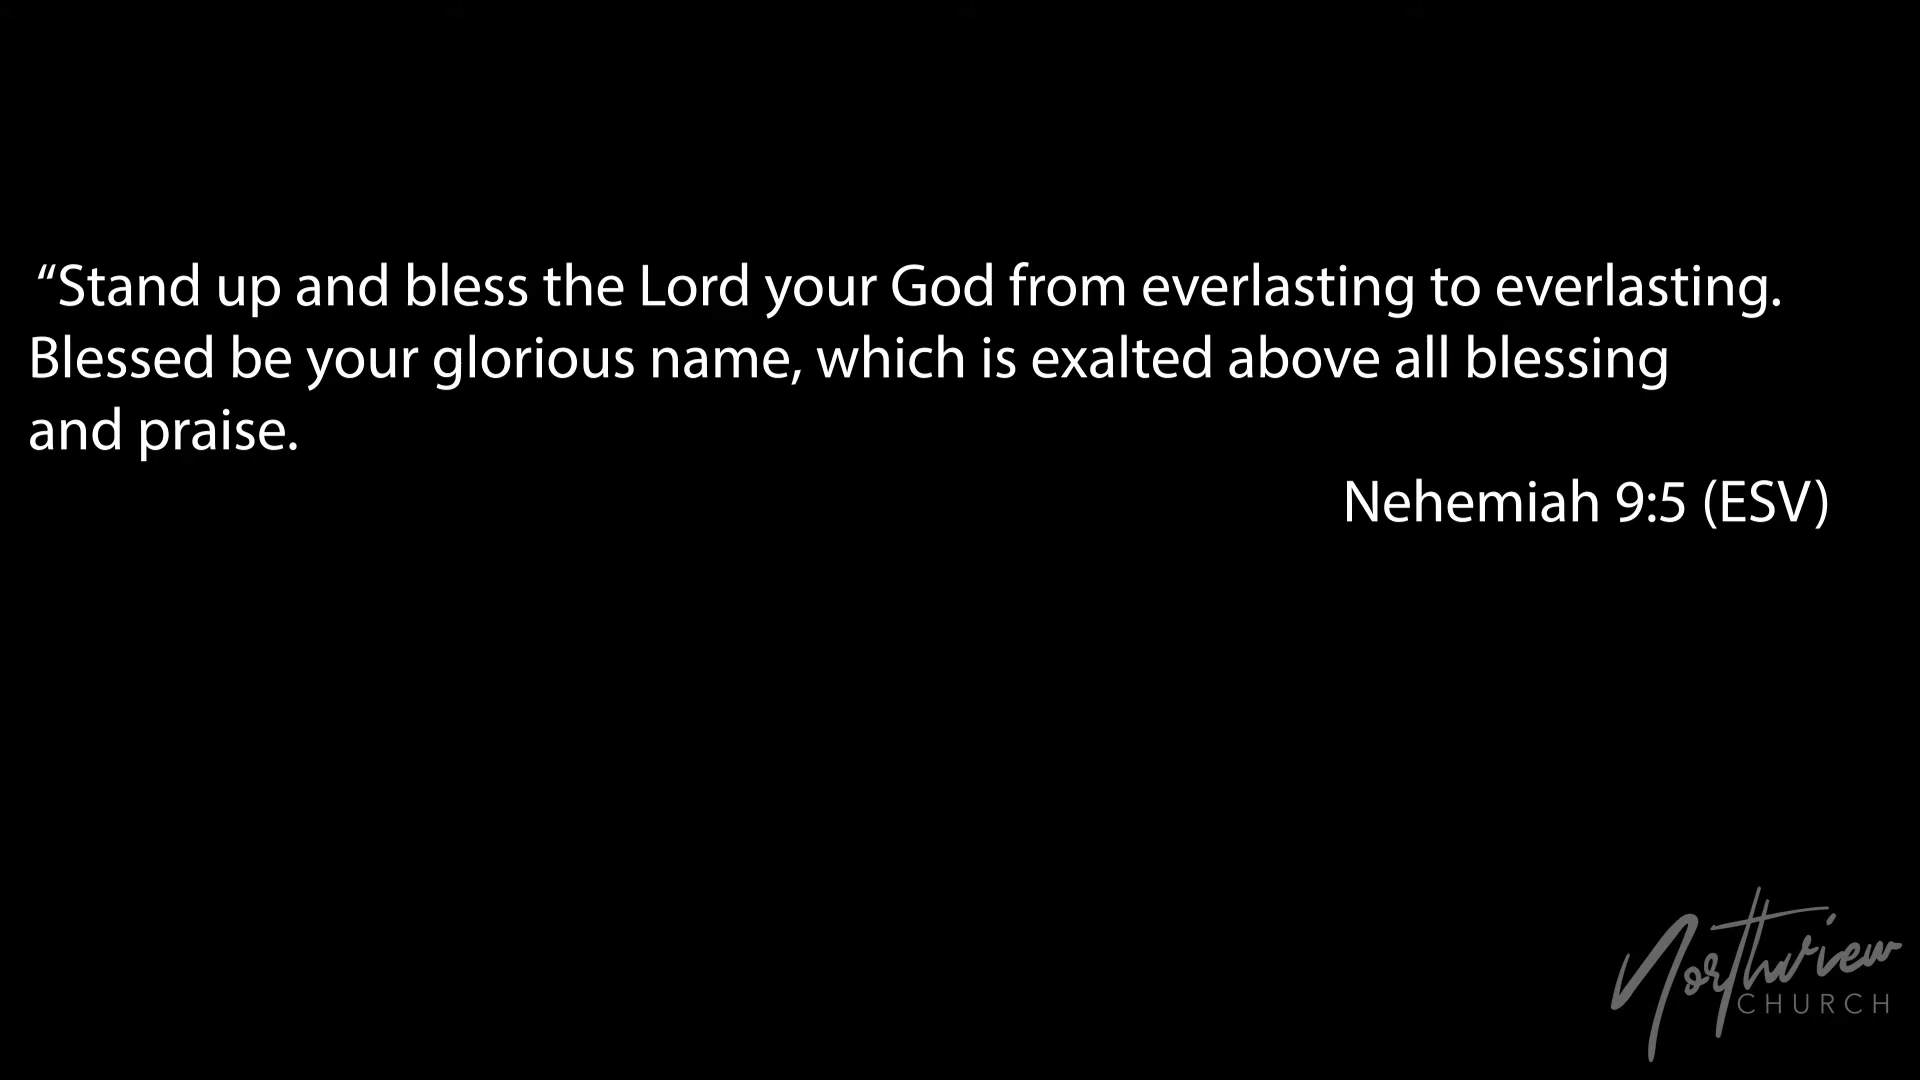 “Stand up and bless the Lord your God from everlasting to everlasting.
Blessed be your glorious name, which is exalted above all blessing
and praise.
Nehemiah 9:5 (ESV)
Northview
CHURCH